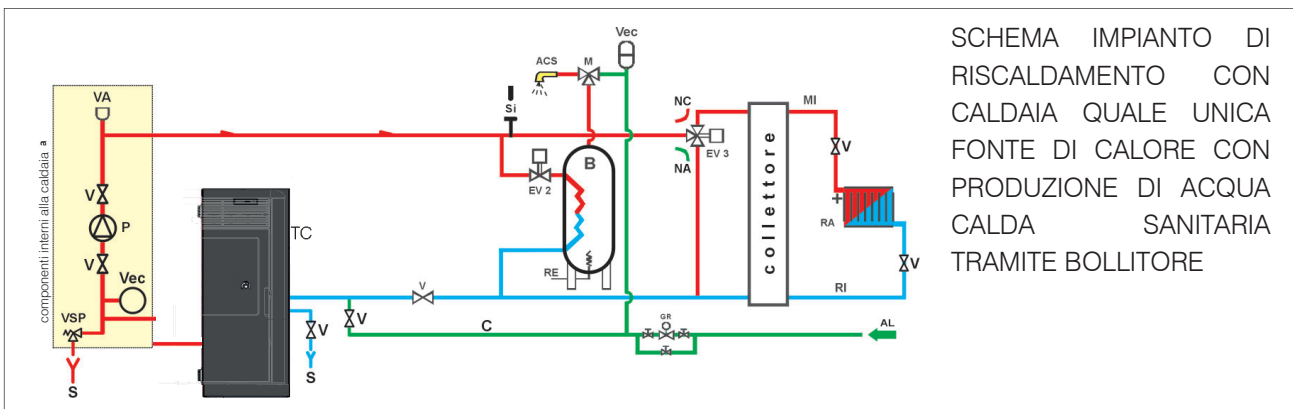 SCHEMA IMPIANTO DI
RISCALDAMENTO CON
CALDAIA QUALE UNICA
FONTE DI CALORE CON
PRODUZIONE DI ACQUA
CALDA SANITARIA
TRAMITE BOLLITORE
componenti interni alla caldaia a
VA
V
P
V
Vec
VSP
S
TC
V
S
V
V
C
Si
EV 2
ACS
M
Vec
B
RE
NC
NA
EV 3
collettore
MI
V
+
RA
V
RI
GR
AL